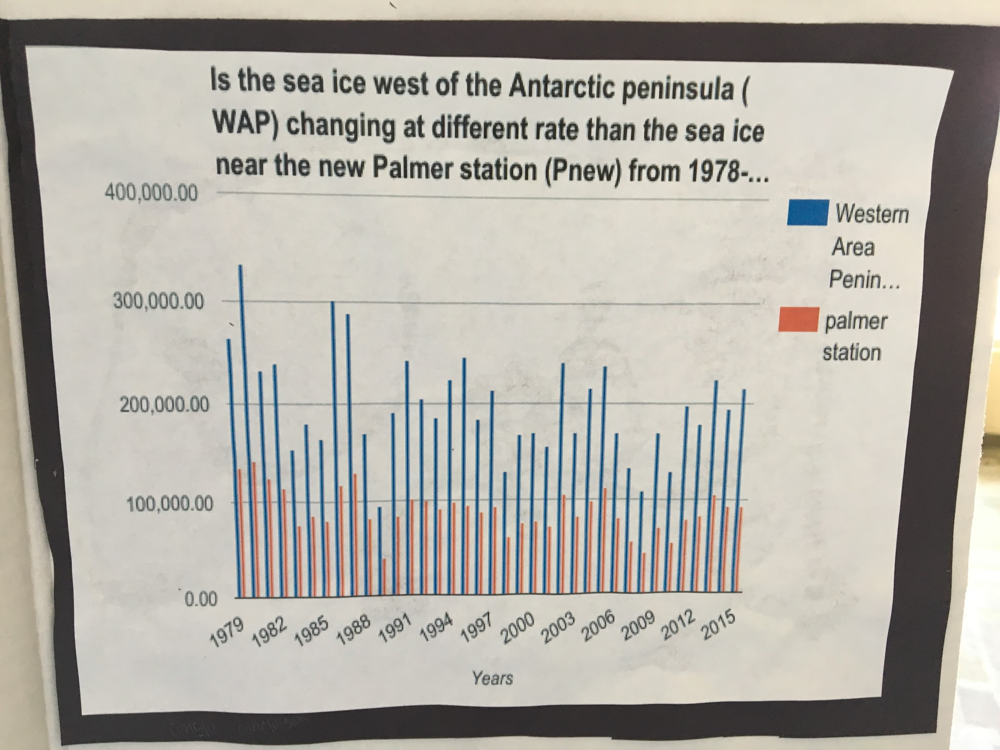 Is the sea ice west of the Antarctic peninsula (
WAP) changing at different rate than the sea ice
near the new Palmer station (Pnew) from 1978-...
400,000.00
300,000.00
200,000.00
100,000.00
0.00
Western
Area
Penin...
palmer
station
1979
1982
1985
1988
1991
1994
1997
2000
2003
2006
2009
2012
2015
Years
conclusion